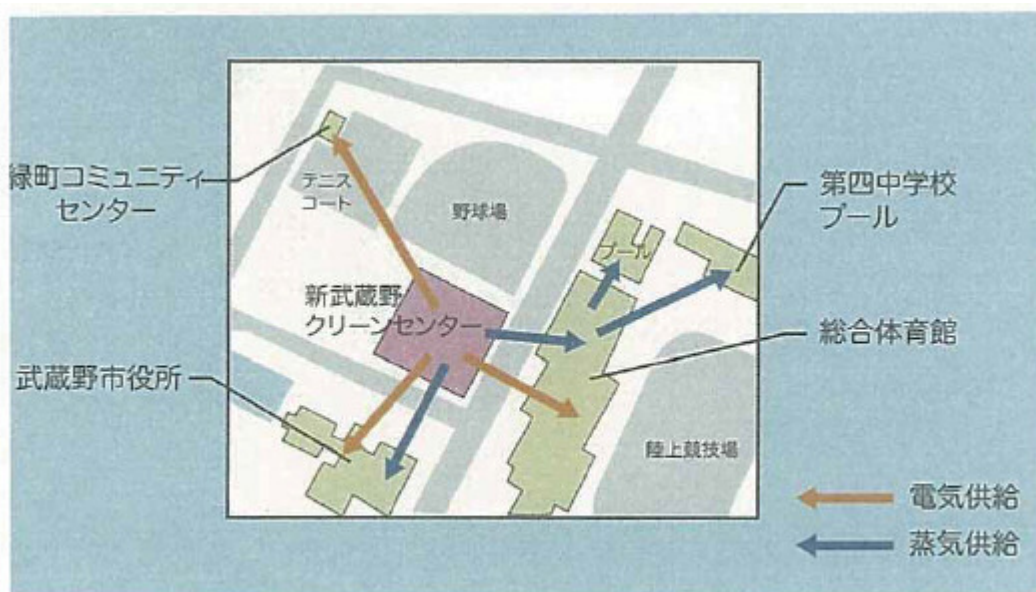 緑町コミュニティ
センター
テニス
コート
野球場
プール
第四中学校
プール
新武蔵野
クリーンセンター
総合体育館
武蔵野市役所
陸上競技場
電気供給
蒸気供給